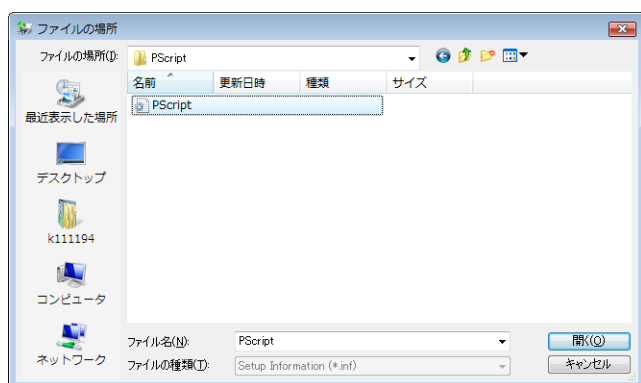 ファイルの場所
ファイルの場所(I):
PScript
名前
更新日時
種類
サイズ
PScript
最近表示した場所
デスクトップ
k111194
コンピュータ
ネットワーク
ファイル名(N):
PScript
開く(O)
ファイルの種類(T):
Setup Information (*.inf)
キャンセル